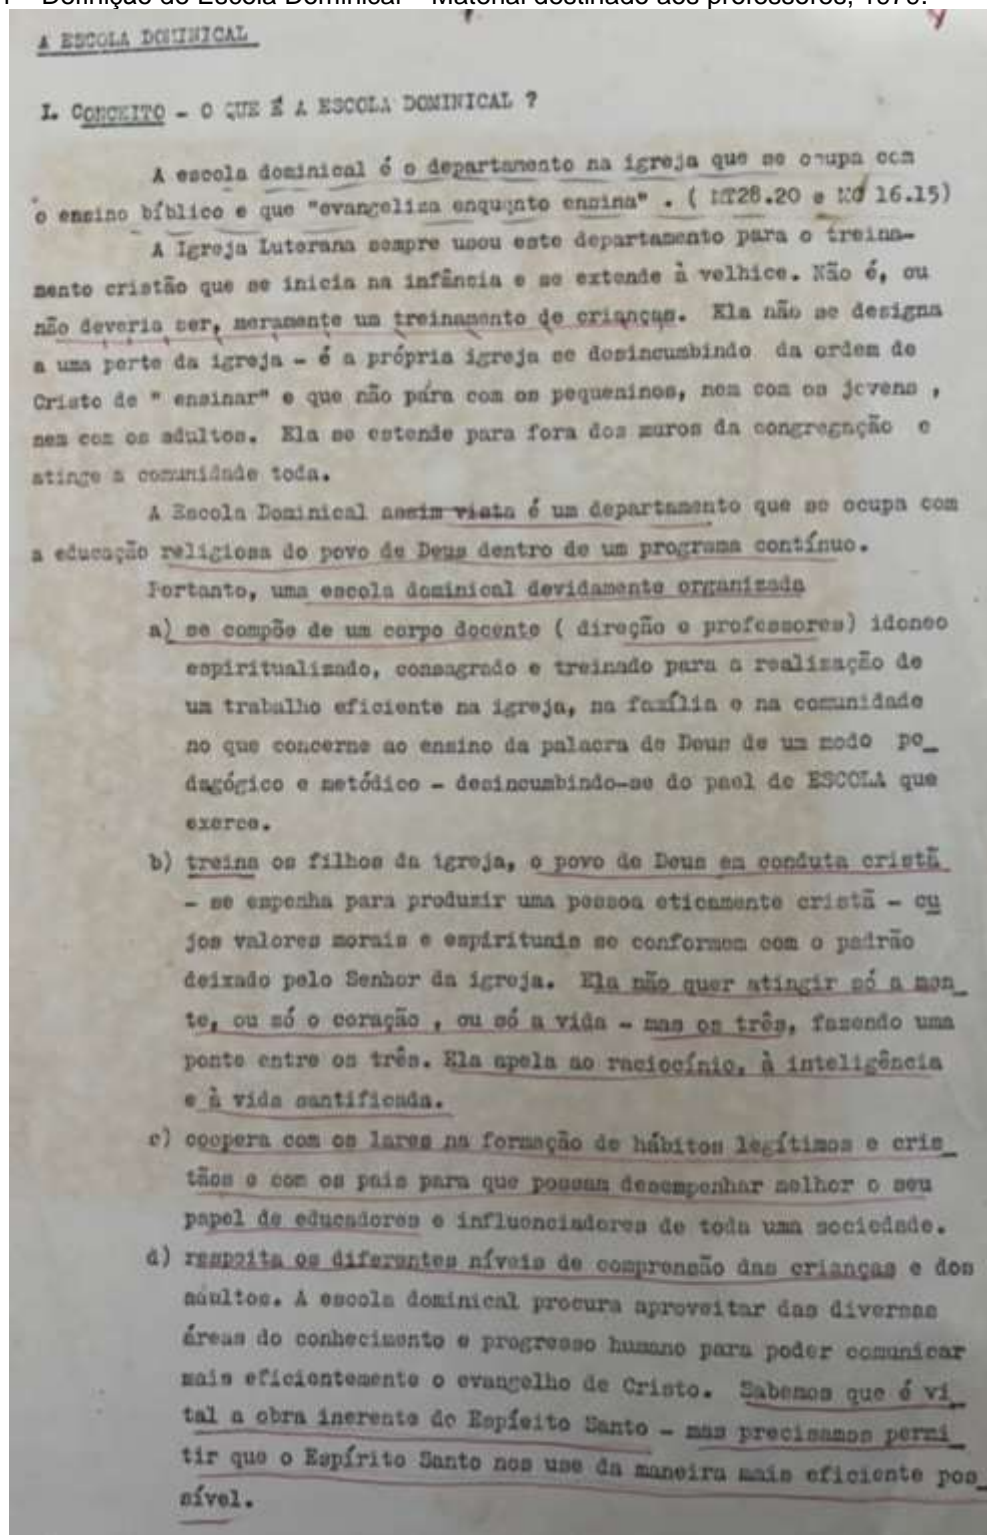 Definição de Escola Dominical – Material destinado aos professores, 1979.
A ESCOLA DOMINICAL
I. CONCEITO - O QUE É A ESCOLA DOMINICAL ?
A escola dominical é o departamento na igreja que se ocupa com
o ensino bíblico e que "evangeliza enquqnto ensina" . ( MT28.20 e MC 16.15)
A Igreja Luterana sempre usou este departamento para o treina-
mento cristão que se inicia na infância e se extende à velhice. Não é, ou
não deveria ser, meramente um treinamento de crianças. Ela não se designa
a uma parte da igreja - é a própria igreja se desincumbindo da ordem de
Cristo de " ensinar" e que não pára com os pequeninos, nem com os jovens ,
nem com os adultos. Ela se estende para fora dos muros da congregação e
atinge a comunidade toda.
A Escola Dominical assim vista é um departamento que se ocupa com
a educação religiosa do povo de Deus dentro de um programa contínuo.
Portanto, uma escola dominical devidamente organizada
a) se compõe de um corpo docente ( direção e professores) idoneo
espiritualizado, consagrado e treinado para a realização de
um trabalho eficiente na igreja, na família e na comunidade
no que concerne ao ensino da palacra de Deus de um modo pe_
dagógico e metódico - desincumbindo-se do pael de ESCOLA que
exerce.
b) treina os filhos da igreja, o povo de Deus em conduta cristã
- se empenha para produzir uma pessoa eticamente cristã - cu
jos valores morais e espirituais se conformem com o padrão
deixado pelo Senhor da igreja. Ela não quer atingir só a men_
te, ou só o coração , ou só a vida - mas os três, fazendo uma
ponte entre os três. Ela apela ao raciocínio, à inteligência
e à vida santificada.
c) coopera com os lares na formação de hábitos legítimos e cris_
tãos e com os pais para que possam desempenhar melhor o seu
papel de educadores e influenciadores de toda uma sociedade.
d) respeita os diferentes níveis de comprensão das crianças e dos
adultos. A escola dominical procura aproveitar das diversas
áreas do conhecimento e progresso humano para poder comunicar
mais eficientemente o evangelho de Cristo. Sabemos que é vi_
tal a obra inerente do Espíeito Santo - mas precisamos permi_
tir que o Espírito Santo nos use da maneira mais eficiente pos_
sível.